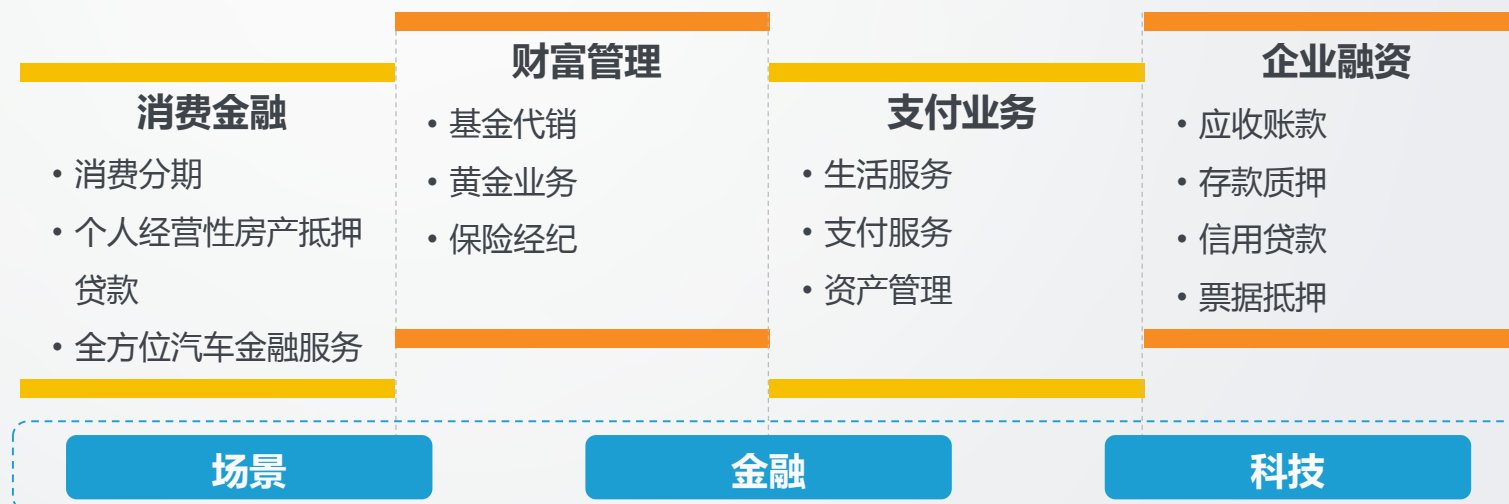 消费金融
• 消费分期
• 个人经营性房产抵押
贷款
• 全方位汽车金融服务
财富管理
• 基金代销
• 黄金业务
• 保险经纪
支付业务
• 生活服务
• 支付服务
• 资产管理
企业融资
• 应收账款
• 存款质押
• 信用贷款
• 票据抵押
场景
金融
科技